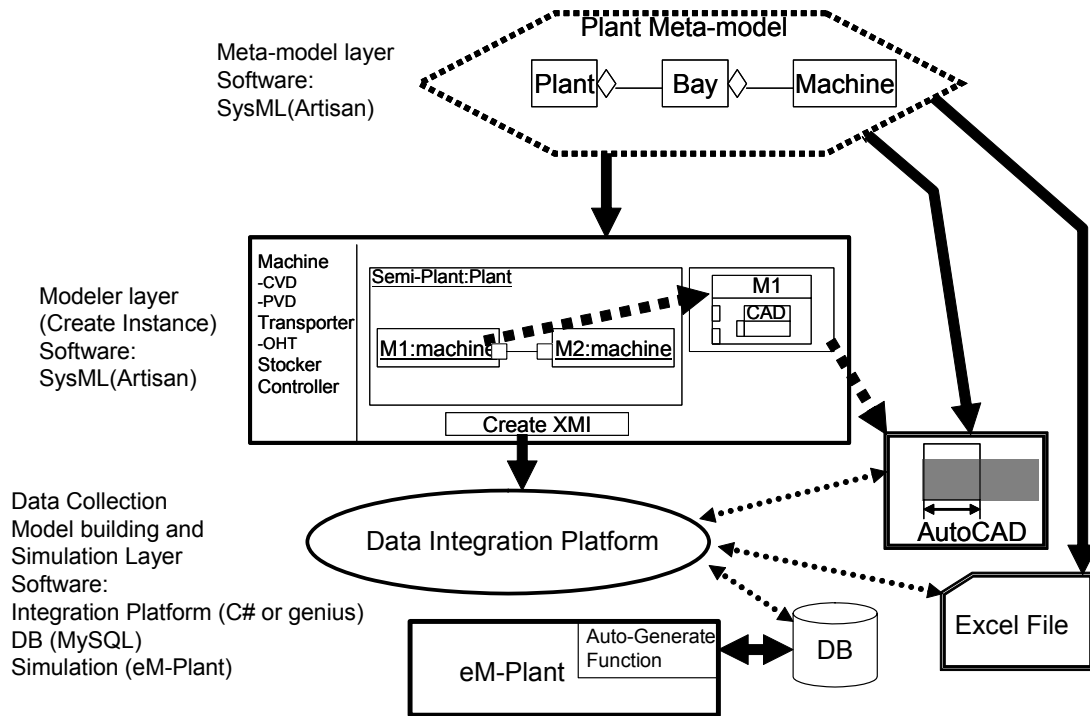 Plant Meta-model
Meta-model layer
Software:
SysML(Artisan)
Plant
Bay
Machine
Modeler layer
(Create Instance)
Software:
SysML(Artisan)
Machine
-CVD
-PVD
Transporter
-OHT
Stocker
Controller
Semi-Plant:Plant
M1:machine
M2:machine
M1
CAD
Create XMI
Data Collection
Model building and
Simulation Layer
Software:
Integration Platform (C# or genius)
DB (MySQL)
Simulation (eM-Plant)
Data Integration Platform
AutoCAD
Excel File
eM-Plant
Auto-Generate
Function
DB